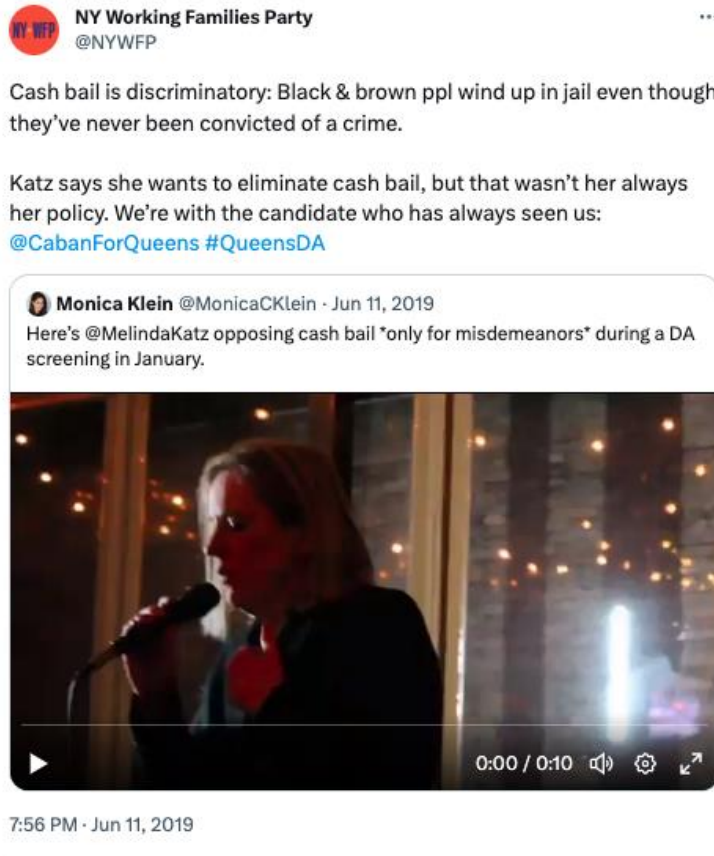 NY WFP
NY Working Families Party
@NYWFP
Cash bail is discriminatory: Black & brown ppl wind up in jail even though
they've never been convicted of a crime.
Katz says she wants to eliminate cash bail, but that wasn't her always
her policy. We're with the candidate who has always seen us:
@CabanForQueens #QueensDA
Monica Klein @MonicaCKlein · Jun 11, 2019
Here's @MelindaKatz opposing cash bail *only for misdemeanors* during a DA
screening in January.
0:00 / 0:10
7:56 PM · Jun 11, 2019